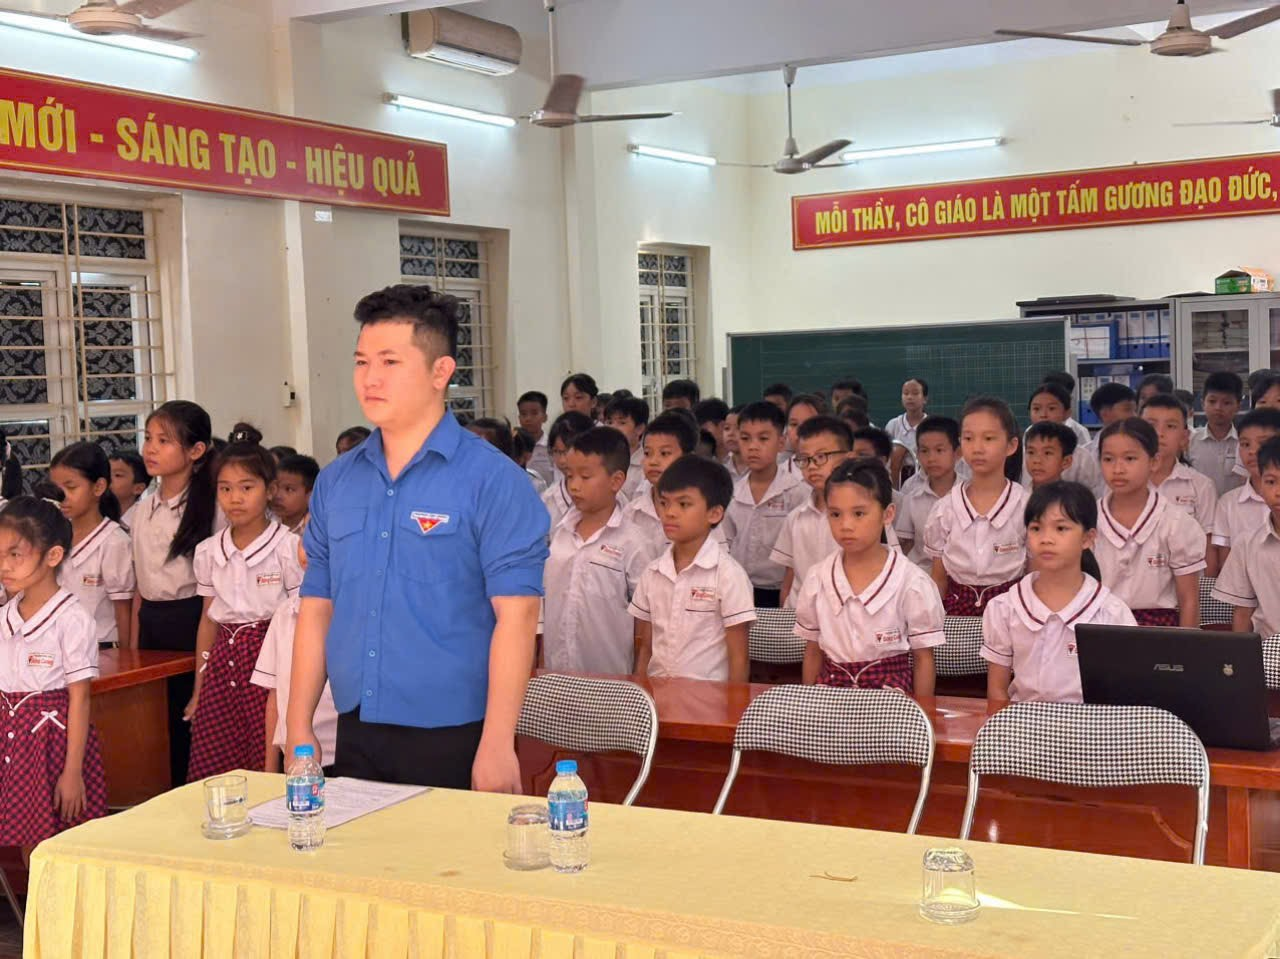 MỚI - SÁNG TẠO - HIỆU QUẢ
MỖI THẦY, CÔ GIÁO LÀ MỘT TẤM GƯƠNG ĐẠO ĐỨC,
ASUS